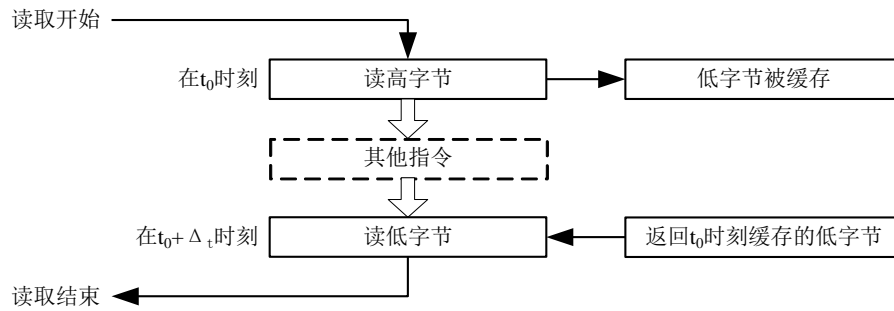 读取开始
在t₀时刻
读高字节
低字节被缓存
其他指令
在t₀+Δt时刻
读低字节
返回t₀时刻缓存的低字节
读取结束